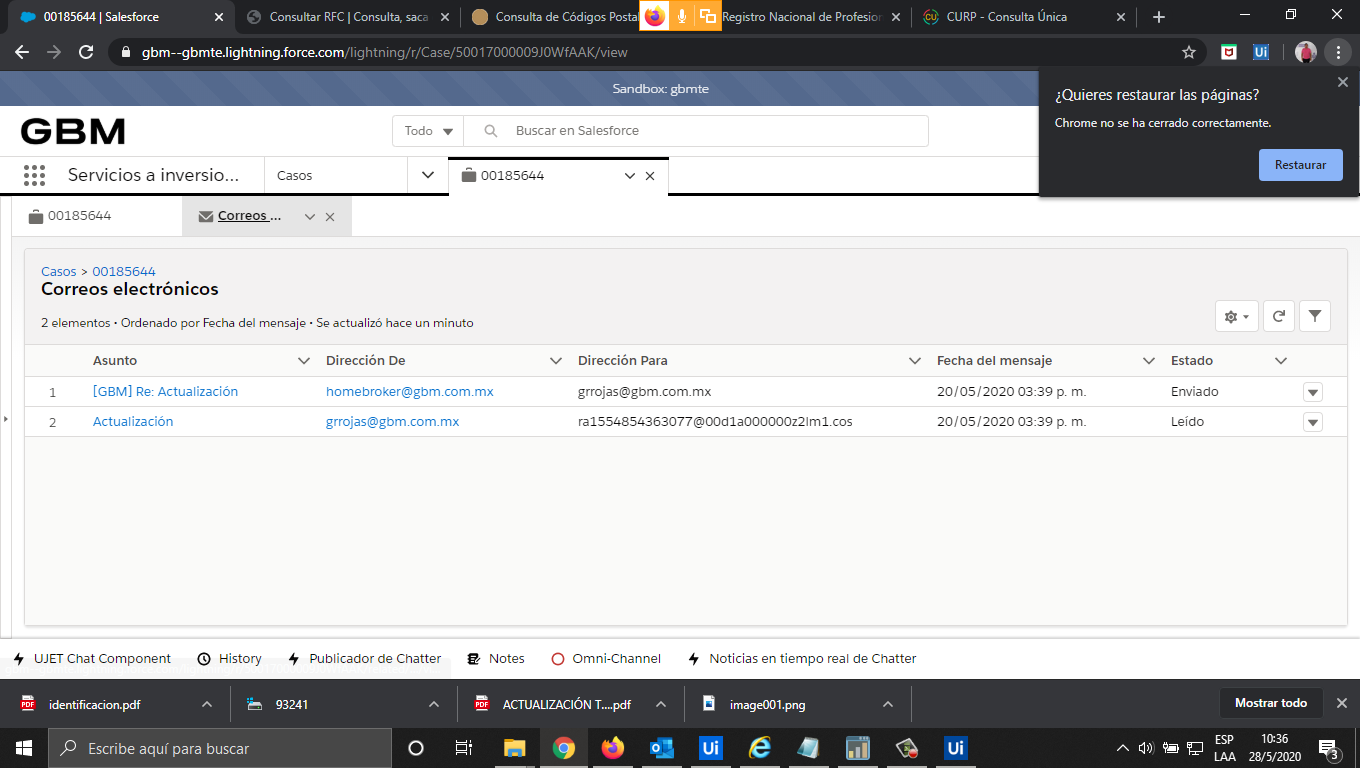 00185644 | Salesforce
Consultar RFC | Consulta, saca
Consulta de Códigos Postal
Registro Nacional de Profesion
CURP - Consulta Única
gbm--gbmte.lightning.force.com/lightning/r/Case/50017000009J0WfAAK/view
Sandbox: gbmte
¿Quieres restaurar las páginas?
Chrome no se ha cerrado correctamente.
Restaurar
GBM
Todo
Buscar en Salesforce
Servicios a inversio...
Casos
00185644
00185644
Correos ...
Casos > 00185644
Correos electrónicos
2 elementos • Ordenado por Fecha del mensaje • Se actualizó hace un minuto
Asunto Dirección De Dirección Para Fecha del mensaje Estado
1 [GBM] Re: Actualización homebroker@gbm.com.mx grrojas@gbm.com.mx 20/05/2020 03:39 p. m. Enviado
2 Actualización grrojas@gbm.com.mx ra1554854363077@00d1a000000z2lm1.cos 20/05/2020 03:39 p. m. Leído
UJET Chat Component History Publicador de Chatter Notes Omni-Channel Noticias en tiempo real de Chatter
identificacion.pdf 93241 ACTUALIZACIÓN T....pdf image001.png Mostrar todo
Escribe aquí para buscar
Ui
Ui
Ui
ESP
LAA
10:36
28/5/2020
3